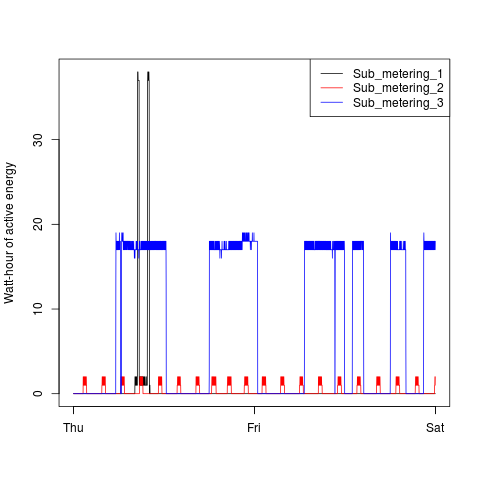 Sub_metering_1
Sub_metering_2
Sub_metering_3
Watt-hour of active energy
30
20
10
0
Thu Fri Sat